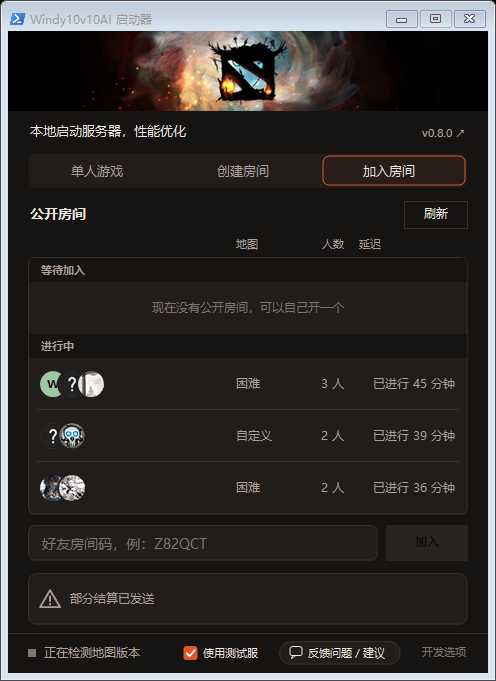 Windy10v10AI 启动器
本地启动服务器，性能优化
v0.8.0 ↗
单人游戏 创建房间 加入房间
公开房间 刷新
地图 人数 延迟
等待加入
现在没有公开房间，可以自己开一个
进行中
W ? 困难 3 人 已进行 45 分钟
? 自定义 2 人 已进行 39 分钟
困难 2 人 已进行 36 分钟
好友房间码，例：Z82QCT 加入
部分结算已发送
正在检测地图版本 使用测试服 反馈问题 / 建议 开发选项